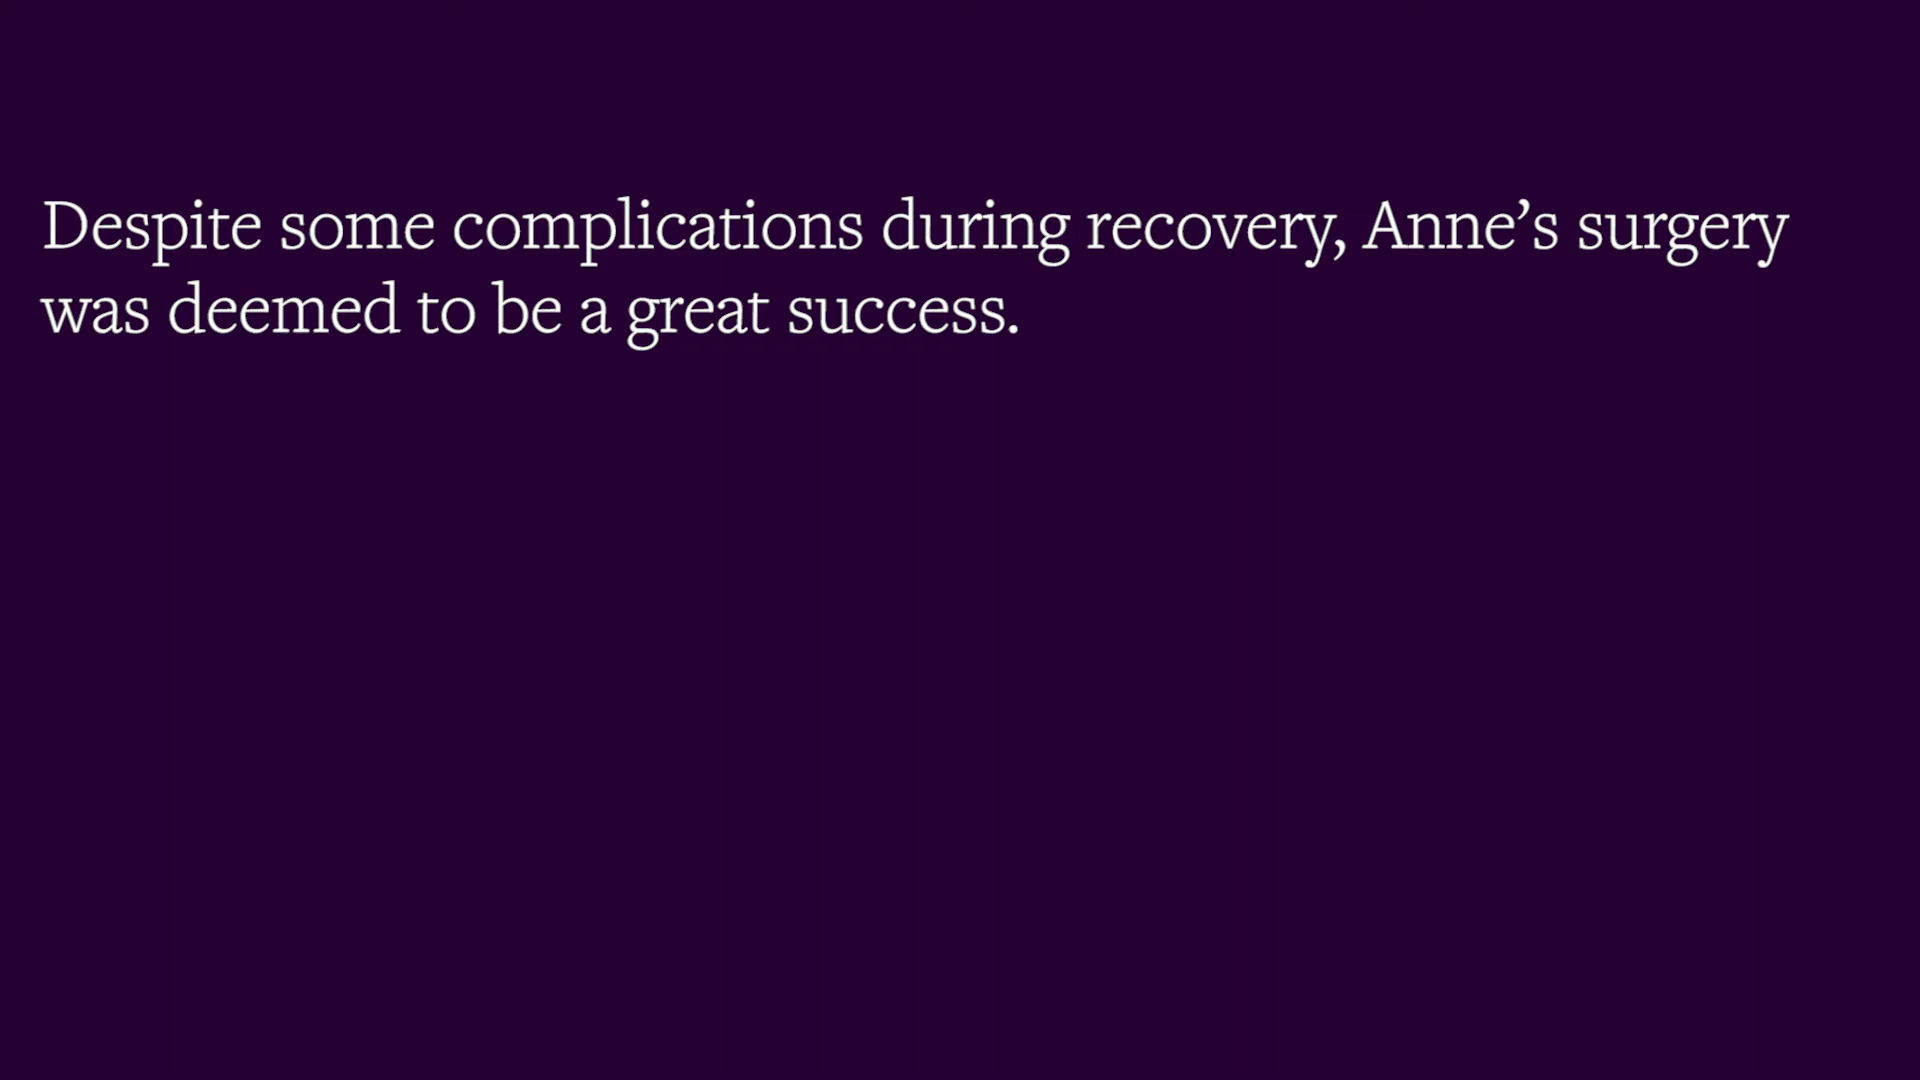 Despite some complications during recovery, Anne’s surgery
was deemed to be a great success.